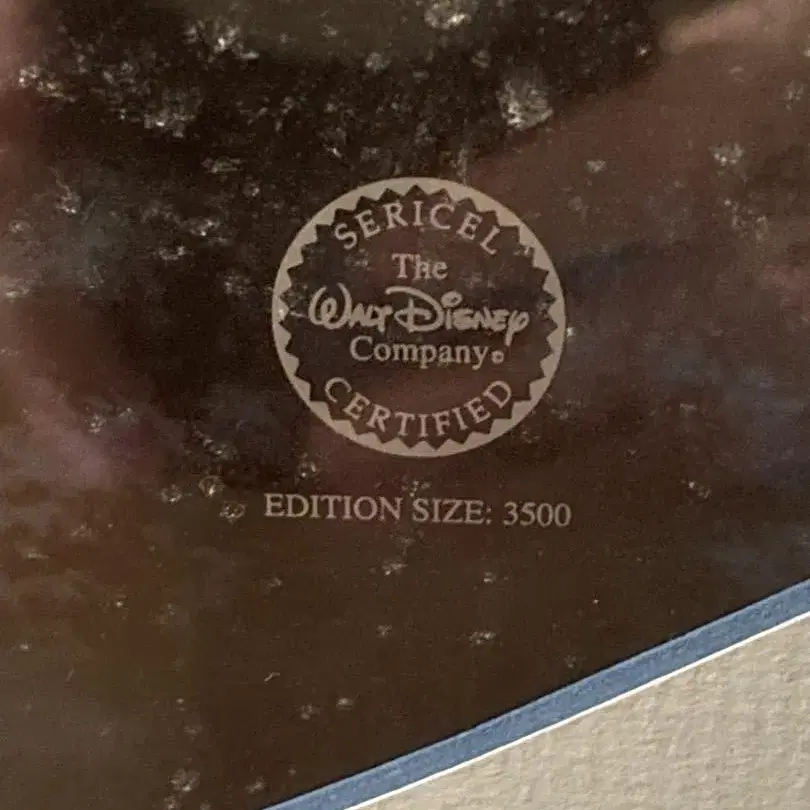 SERICEL
The
WALT DISNEY
Company©
CERTIFIED
EDITION SIZE: 3500